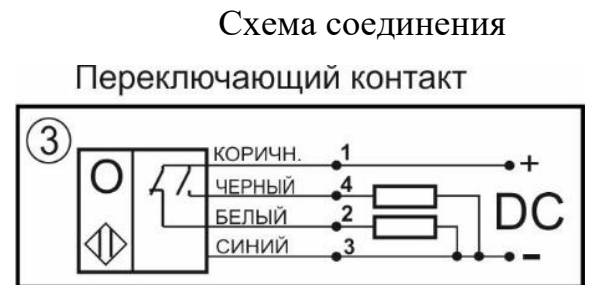 Схема соединения
Переключающий контакт
3
КОРИЧН. 1 +
O ЧЕРНЫЙ 4 DC
БЕЛЫЙ 2
СИНИЙ 3 -